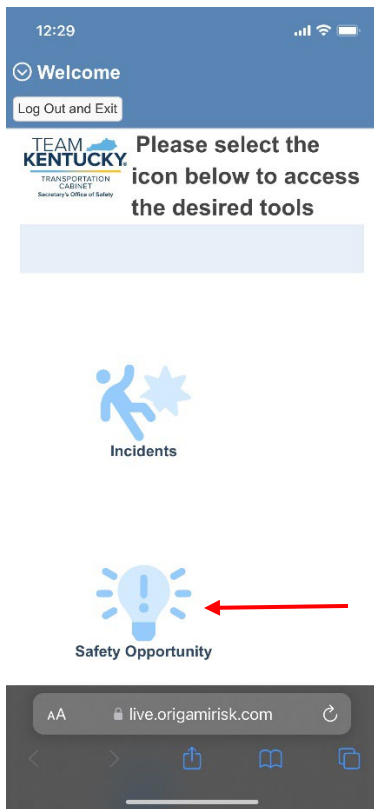 12:29
Welcome
Log Out and Exit
TEAM
KENTUCKY
TRANSPORTATION
CABINET
Secretary's Office of Safety
Please select the
icon below to access
the desired tools
Incidents
Safety Opportunity
AA
live.origamirisk.com